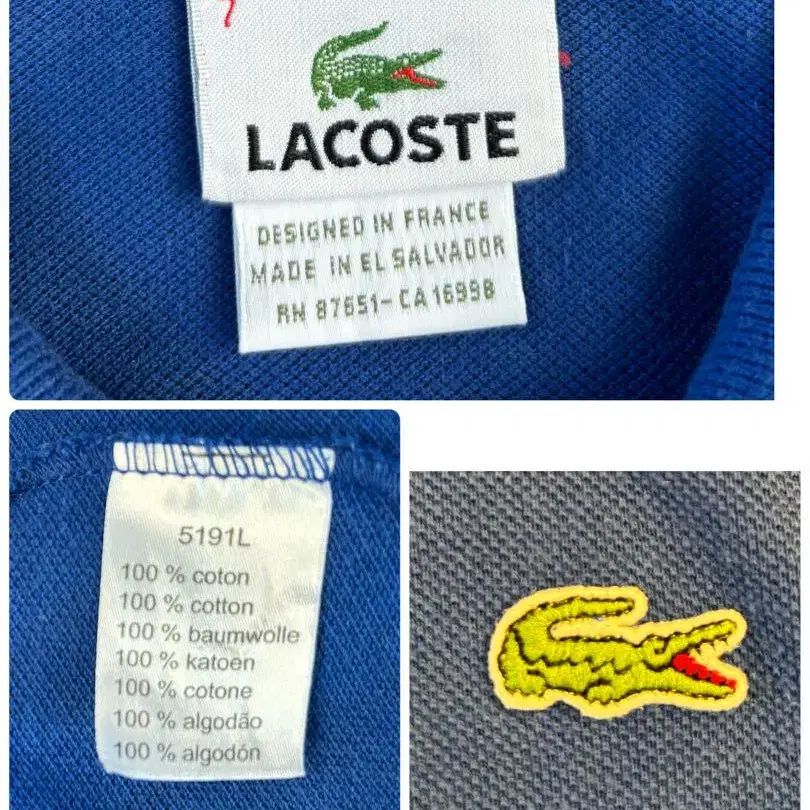 LACOSTE
DESIGNED IN FRANCE
MADE IN EL SALVADOR
RN 87651-CA 16998
5191L
100 % coton
100 % cotton
100 % baumwolle
100 % katoen
100 % cotone
100 % algodão
100 % algodón